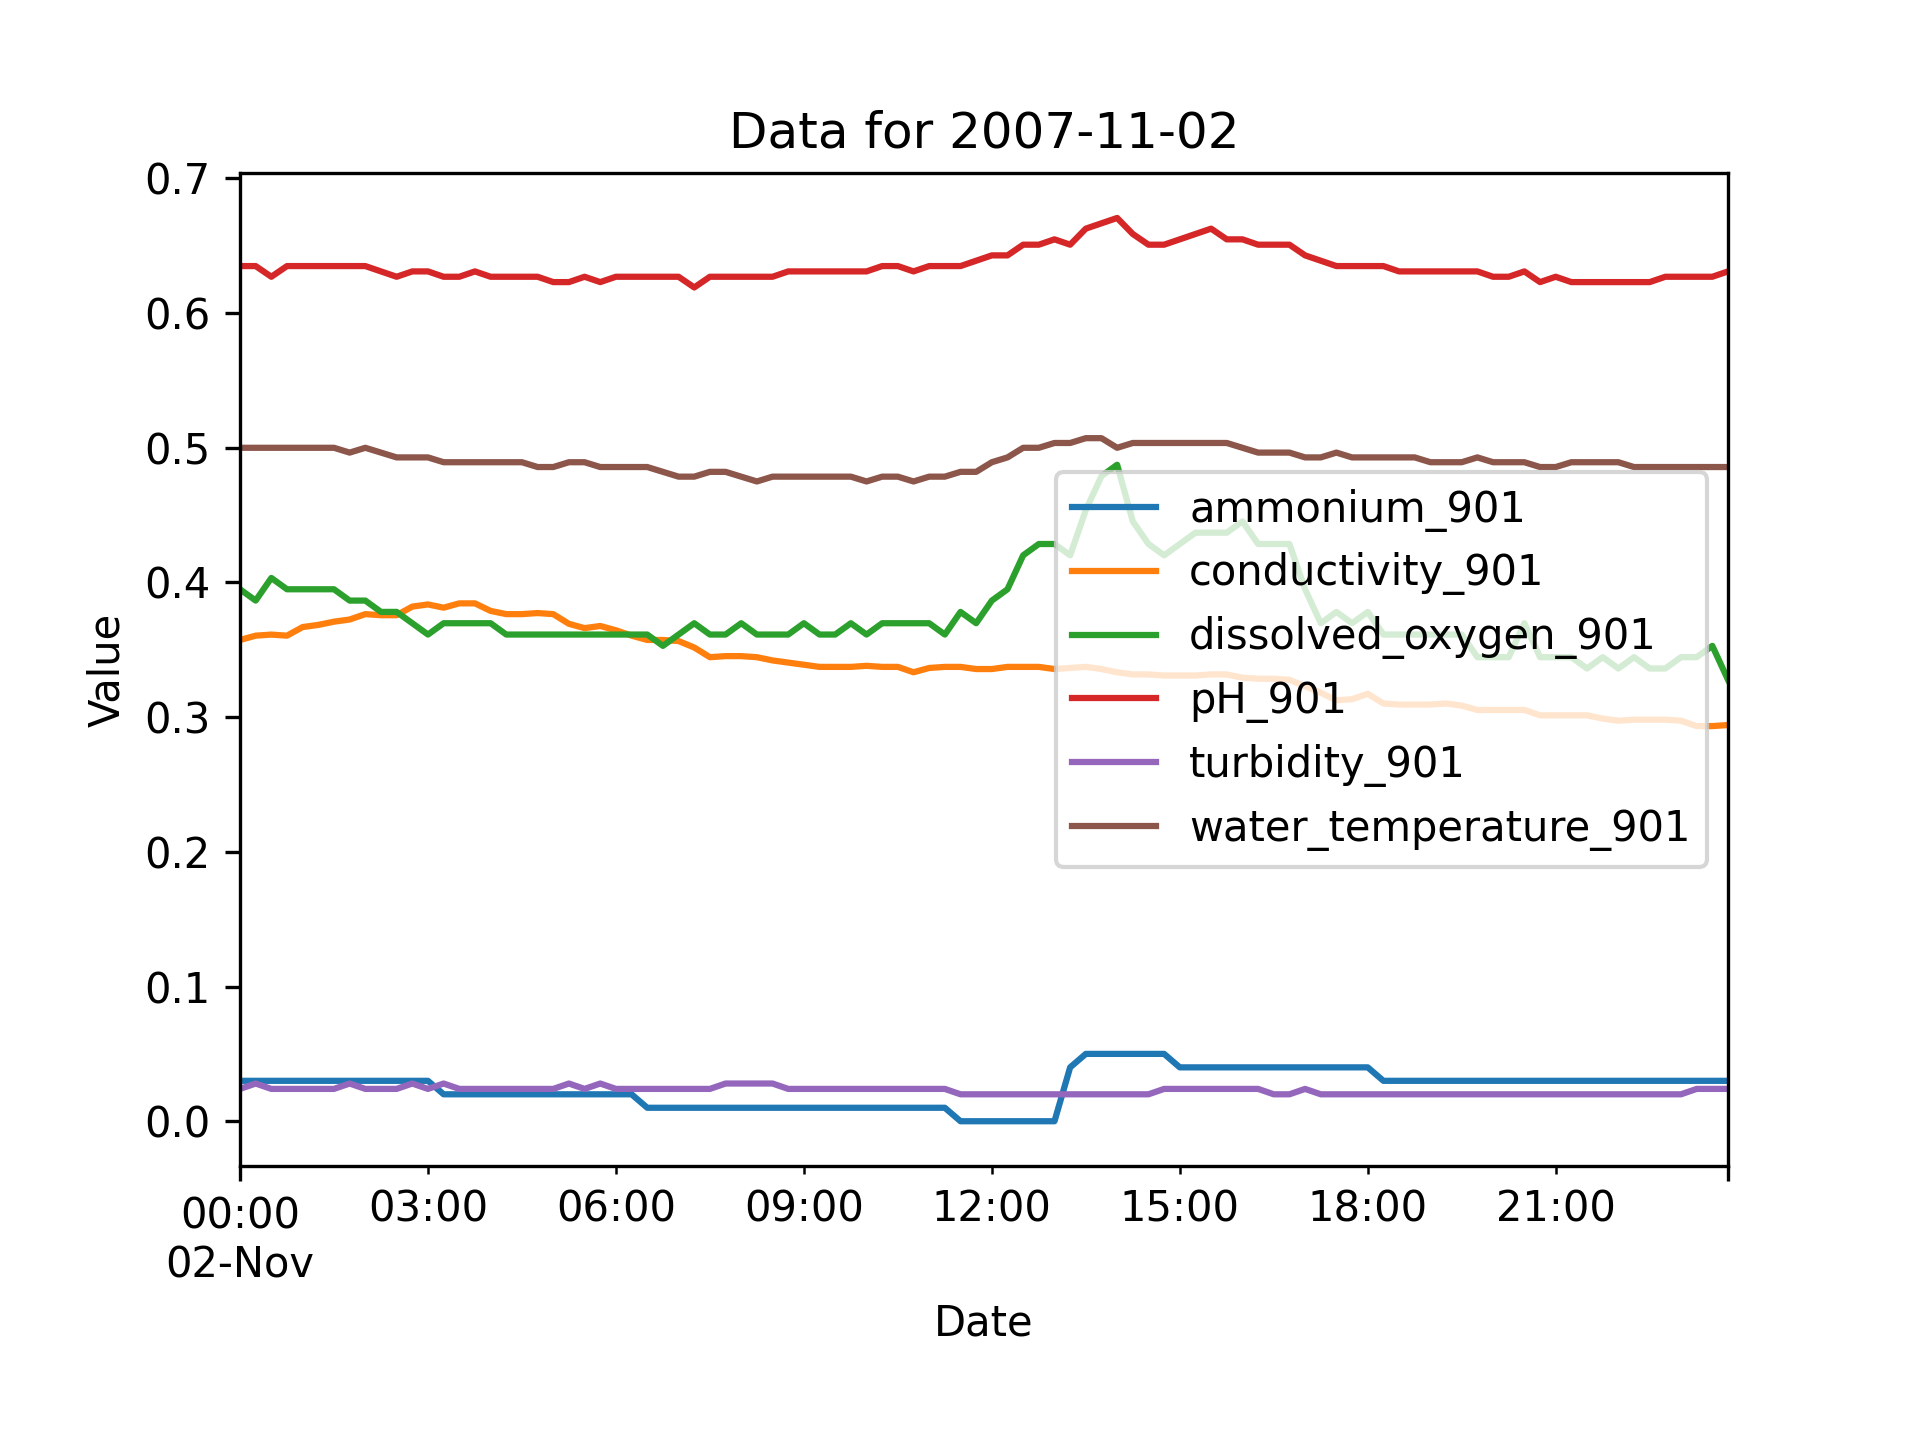 Data for 2007-11-02
0.7
0.6
0.5
0.4
0.3
0.2
0.1
0.0
Value
ammonium_901
conductivity_901
dissolved_oxygen_901
pH_901
turbidity_901
water_temperature_901
00:00 03:00 06:00 09:00 12:00 15:00 18:00 21:00
02-Nov
Date